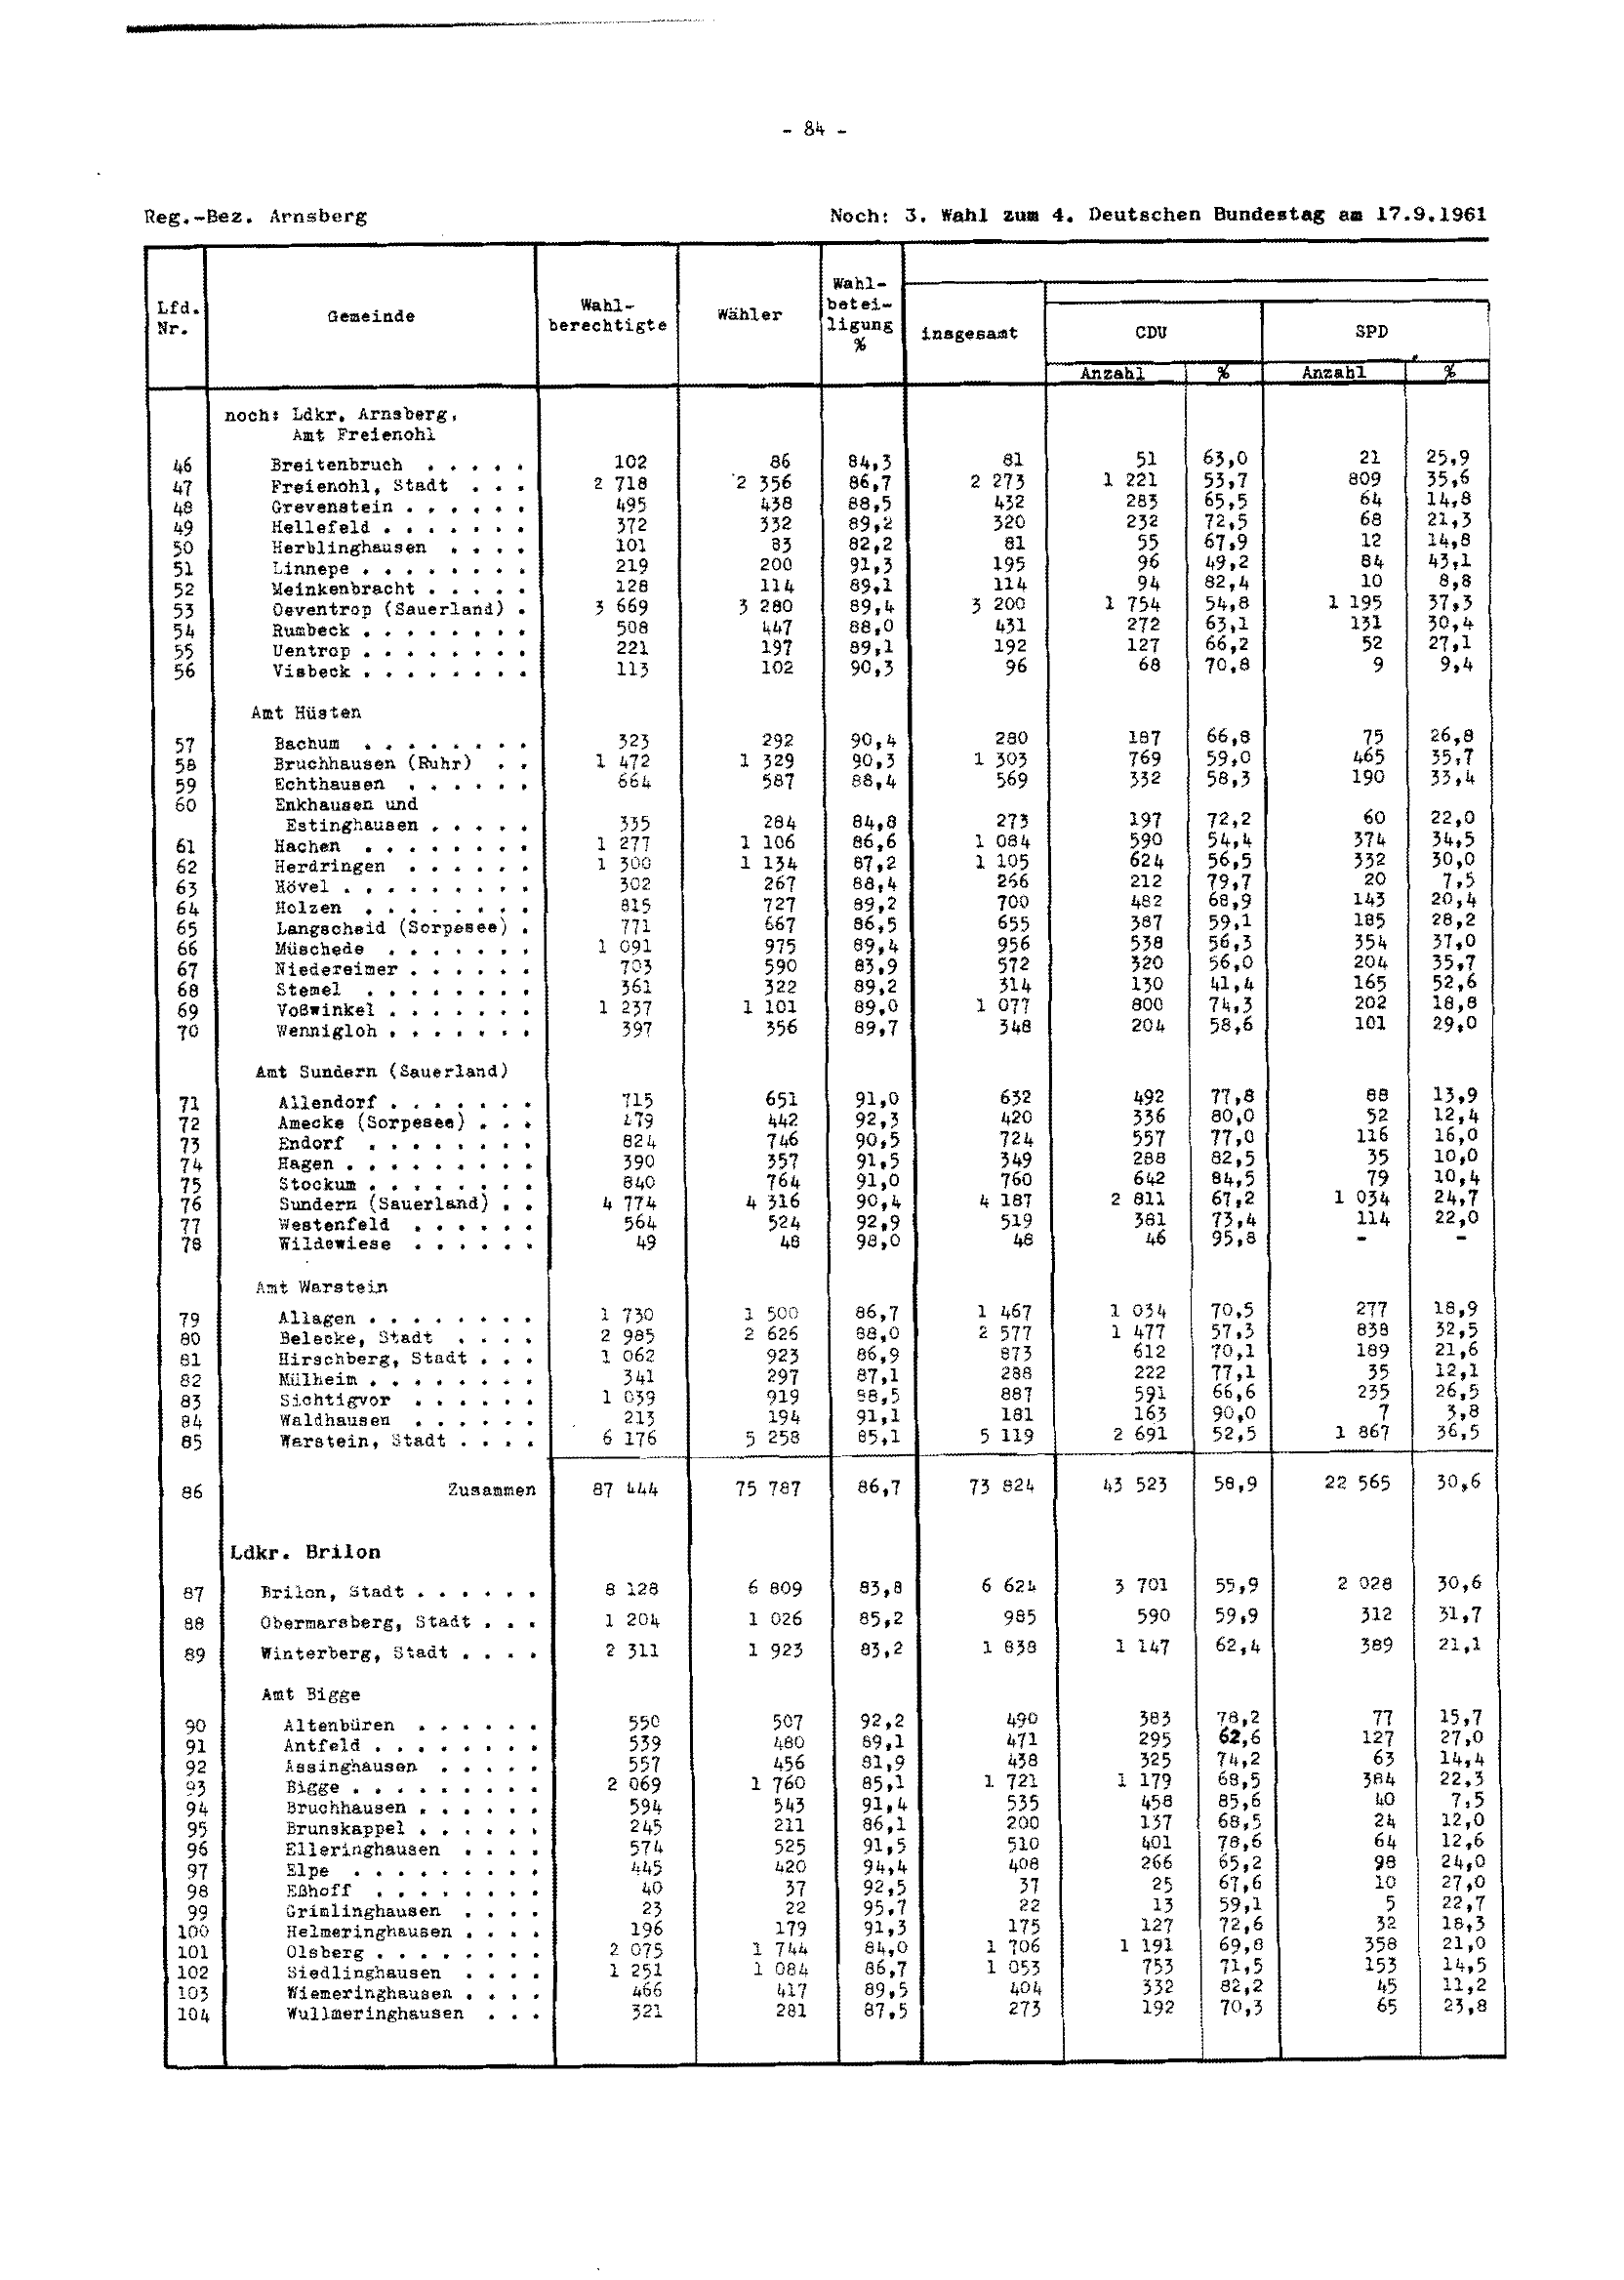 - 84 -
Reg.-Bez. Arnsberg Noch: 3. Wahl zum 4. Deutschen Bundestag am 17.9.1961
Lfd. Nr. Gemeinde Wahl-berechtigte Wähler Wahl-betei-ligung % insgesamt CDU SPD
Anzahl % Anzahl %
noch: Ldkr. Arnsberg,
Amt Freienohl
46 Breitenbruch . . . . . 102 86 84,3 81 51 63,0 21 25,9
47 Freienohl, Stadt . . . 2 718 2 356 86,7 2 273 1 221 53,7 809 35,6
48 Grevenstein . . . . . . 495 438 88,5 432 283 65,5 64 14,8
49 Hellefeld . . . . . . . 372 332 89,2 320 232 72,5 68 21,3
50 Herblinghausen . . . . 101 83 82,2 81 55 67,9 12 14,8
51 Linnepe . . . . . . . . 219 200 91,3 195 96 49,2 84 43,1
52 Meinkenbracht . . . . . 128 114 89,1 114 94 82,4 10 8,8
53 Oeventrop (Sauerland) . 3 669 3 280 89,4 3 200 1 754 54,8 1 195 37,3
54 Rumbeck . . . . . . . . 508 447 88,0 431 272 63,1 131 30,4
55 Uentrop . . . . . . . . 221 197 89,1 192 127 66,2 52 27,1
56 Visbeck . . . . . . . . 113 102 90,3 96 68 70,8 9 9,4
Amt Hüsten
57 Bachum . . . . . . . . 323 292 90,4 280 187 66,8 75 26,8
58 Bruchhausen (Ruhr) . . 1 472 1 329 90,3 1 303 769 59,0 465 35,7
59 Echthausen . . . . . . 664 587 88,4 569 332 58,3 190 33,4
60 Enkhausen und
Estinghausen . . . . . 335 284 84,8 273 197 72,2 60 22,0
61 Hachen . . . . . . . . 1 277 1 106 86,6 1 084 590 54,4 374 34,5
62 Herdringen . . . . . . 1 300 1 134 87,2 1 105 624 56,5 332 30,0
63 Hövel . . . . . . . . . 302 267 88,4 266 212 79,7 20 7,5
64 Holzen . . . . . . . . 815 727 89,2 700 482 68,9 143 20,4
65 Langscheid (Sorpesee) . 771 667 86,5 655 387 59,1 185 28,2
66 Müschede . . . . . . . 1 091 975 89,4 956 538 56,3 354 37,0
67 Niedereimer . . . . . . 703 590 83,9 572 320 56,0 204 35,7
68 Stemel . . . . . . . . 361 322 89,2 314 130 41,4 165 52,6
69 Voßwinkel . . . . . . . 1 237 1 101 89,0 1 077 800 74,3 202 18,8
70 Wennigloh . . . . . . . 397 356 89,7 348 204 58,6 101 29,0
Amt Sundern (Sauerland)
71 Allendorf . . . . . . . 715 651 91,0 632 492 77,8 88 13,9
72 Amecke (Sorpesee) . . . 479 442 92,3 420 336 80,0 52 12,4
73 Endorf . . . . . . . . 824 746 90,5 724 557 77,0 116 16,0
74 Hagen . . . . . . . . . 390 357 91,5 349 288 82,5 35 10,0
75 Stockum . . . . . . . . 840 764 91,0 760 642 84,5 79 10,4
76 Sundern (Sauerland) . . 4 774 4 316 90,4 4 187 2 811 67,2 1 034 24,7
77 Westenfeld . . . . . . 564 524 92,9 519 381 73,4 114 22,0
78 Wildewiese . . . . . . 49 48 98,0 48 46 95,8 - -
Amt Warstein
79 Allagen . . . . . . . . 1 730 1 500 86,7 1 467 1 034 70,5 277 18,9
80 Belecke, Stadt . . . . 2 985 2 626 88,0 2 577 1 477 57,3 838 32,5
81 Hirschberg, Stadt . . . 1 062 923 86,9 873 612 70,1 189 21,6
82 Mülheim . . . . . . . . 341 297 87,1 288 222 77,1 35 12,1
83 Sichtigvor . . . . . . 1 039 919 88,5 887 591 66,6 235 26,5
84 Waldhausen . . . . . . 213 194 91,1 181 163 90,0 7 3,8
85 Warstein, Stadt . . . . 6 176 5 258 85,1 5 119 2 691 52,5 1 867 36,5
86 Zusammen 87 444 75 787 86,7 73 824 43 523 58,9 22 565 30,6
Ldkr. Brilon
87 Brilon, Stadt . . . . . . 8 128 6 809 83,8 6 624 3 701 55,9 2 028 30,6
88 Obermarsberg, Stadt . . . 1 204 1 026 85,2 985 590 59,9 312 31,7
89 Winterberg, Stadt . . . . 2 311 1 923 83,2 1 838 1 147 62,4 389 21,1
Amt Bigge
90 Altenbüren . . . . . . 550 507 92,2 490 383 78,2 77 15,7
91 Antfeld . . . . . . . . 539 480 89,1 471 295 62,6 127 27,0
92 Assinghausen . . . . . 557 456 81,9 438 325 74,2 63 14,4
93 Bigge . . . . . . . . . 2 069 1 760 85,1 1 721 1 179 68,5 384 22,3
94 Bruchhausen . . . . . . 594 543 91,4 535 458 85,6 40 7,5
95 Brunskappel . . . . . . 245 211 86,1 200 137 68,5 24 12,0
96 Elleringhausen . . . . 574 525 91,5 510 401 78,6 64 12,6
97 Elpe . . . . . . . . . 445 420 94,4 408 266 65,2 98 24,0
98 Eßhoff . . . . . . . . 40 37 92,5 37 25 67,6 10 27,0
99 Grimlinghausen . . . . 23 22 95,7 22 13 59,1 5 22,7
100 Helmeringhausen . . . . 196 179 91,3 175 127 72,6 32 18,3
101 Olsberg . . . . . . . . 2 075 1 744 84,0 1 706 1 191 69,8 358 21,0
102 Siedlinghausen . . . . 1 251 1 084 86,7 1 053 753 71,5 153 14,5
103 Wiemeringhausen . . . . 466 417 89,5 404 332 82,2 45 11,2
104 Wullmeringhausen . . . 321 281 87,5 273 192 70,3 65 23,8